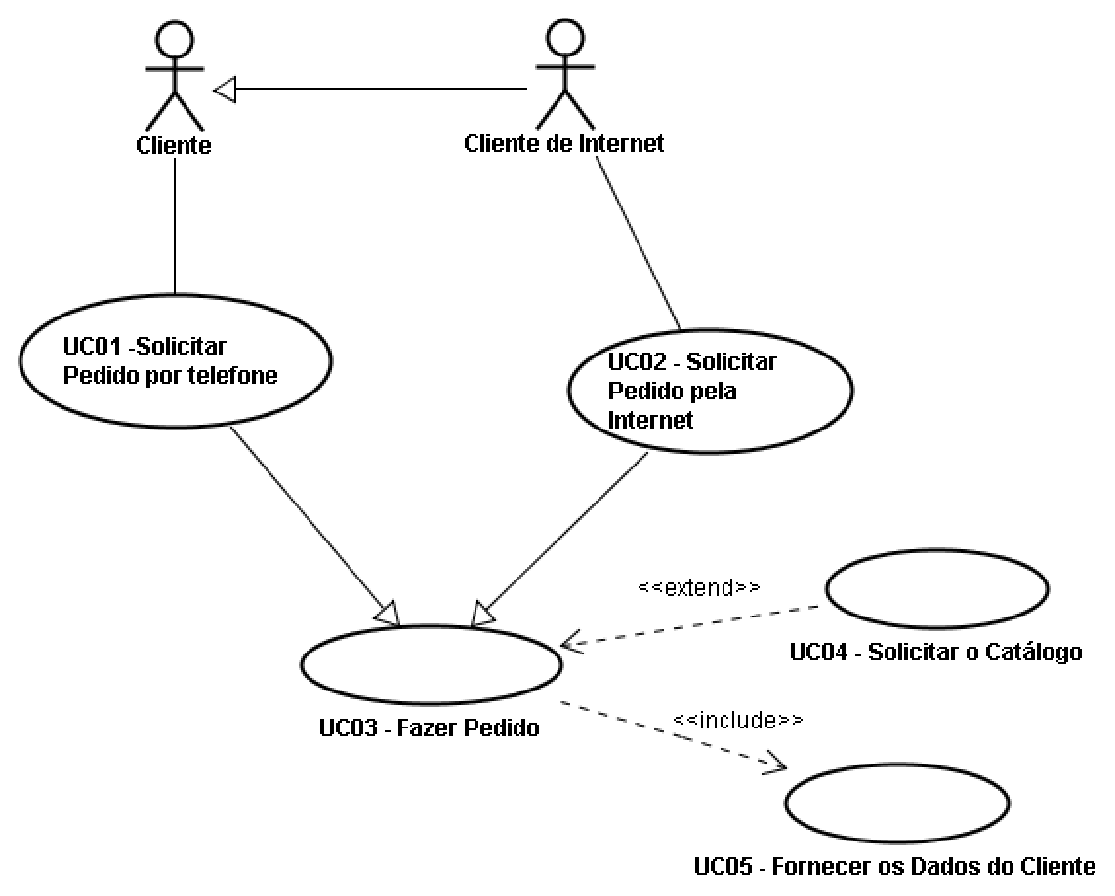 Cliente
Cliente de Internet
UC01 -Solicitar
Pedido por telefone
UC02 - Solicitar
Pedido pela
Internet
<<extend>>
UC04 - Solicitar o Catálogo
<<include>>
UC03 - Fazer Pedido
UC05 - Fornecer os Dados do Cliente